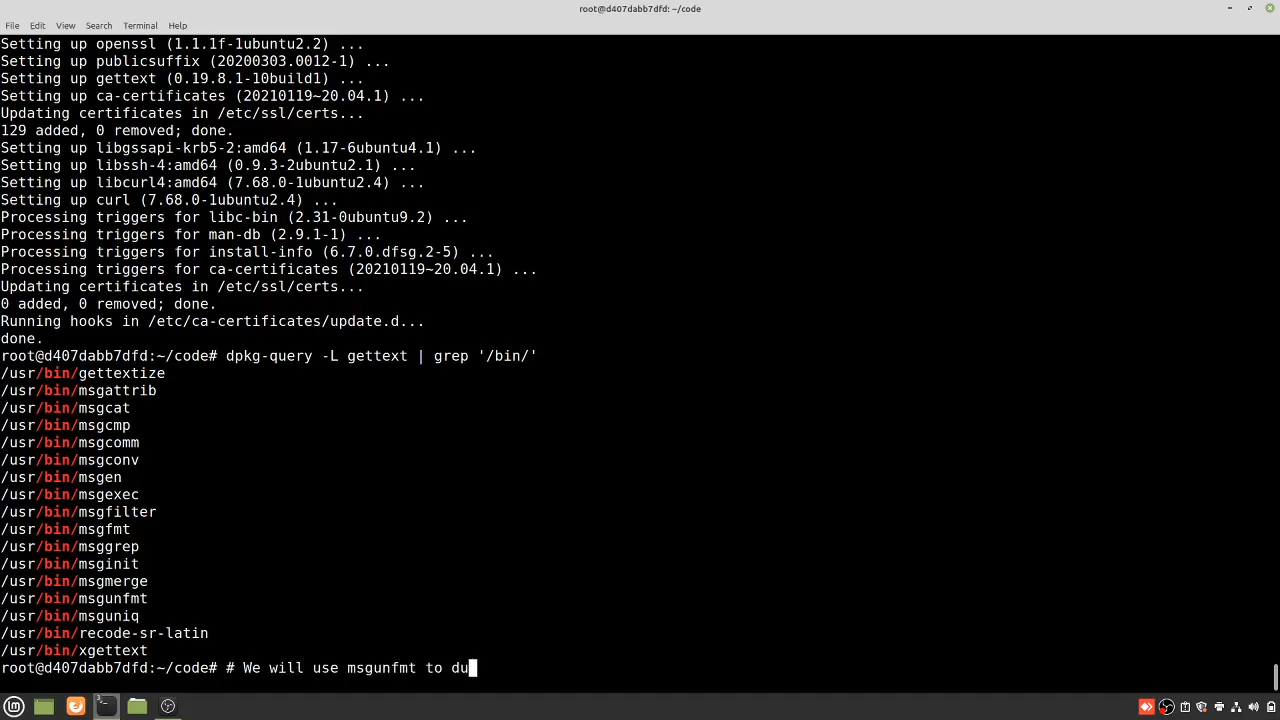 root@d407dabb7dfd: ~/code
File Edit View Search Terminal Help
Setting up openssl (1.1.1f-1ubuntu2.2) ...
Setting up publicsuffix (20200303.0012-1) ...
Setting up gettext (0.19.8.1-10build1) ...
Setting up ca-certificates (20210119~20.04.1) ...
Updating certificates in /etc/ssl/certs...
129 added, 0 removed; done.
Setting up libgssapi-krb5-2:amd64 (1.17-6ubuntu4.1) ...
Setting up libssh-4:amd64 (0.9.3-2ubuntu2.1) ...
Setting up libcurl4:amd64 (7.68.0-1ubuntu2.4) ...
Setting up curl (7.68.0-1ubuntu2.4) ...
Processing triggers for libc-bin (2.31-0ubuntu9.2) ...
Processing triggers for man-db (2.9.1-1) ...
Processing triggers for install-info (6.7.0.dfsg.2-5) ...
Processing triggers for ca-certificates (20210119~20.04.1) ...
Updating certificates in /etc/ssl/certs...
0 added, 0 removed; done.
Running hooks in /etc/ca-certificates/update.d...
done.
root@d407dabb7dfd:~/code# dpkg-query -L gettext | grep '/bin/'
/usr/bin/gettextize
/usr/bin/msgattrib
/usr/bin/msgcat
/usr/bin/msgcmp
/usr/bin/msgcomm
/usr/bin/msgconv
/usr/bin/msgen
/usr/bin/msgexec
/usr/bin/msgfilter
/usr/bin/msgfmt
/usr/bin/msggrep
/usr/bin/msginit
/usr/bin/msgmerge
/usr/bin/msgunfmt
/usr/bin/msguniq
/usr/bin/recode-sr-latin
/usr/bin/xgettext
root@d407dabb7dfd:~/code# # We will use msgunfmt to du